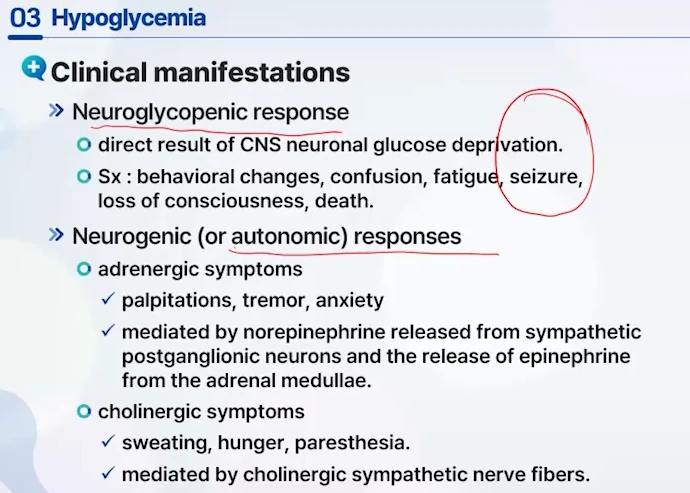 03 Hypoglycemia
Clinical manifestations
Neuroglycopenic response
direct result of CNS neuronal glucose deprivation.
Sx : behavioral changes, confusion, fatigue, seizure,
loss of consciousness, death.
Neurogenic (or autonomic) responses
adrenergic symptoms
palpitations, tremor, anxiety
mediated by norepinephrine released from sympathetic
postganglionic neurons and the release of epinephrine
from the adrenal medullae.
cholinergic symptoms
sweating, hunger, paresthesia.
mediated by cholinergic sympathetic nerve fibers.